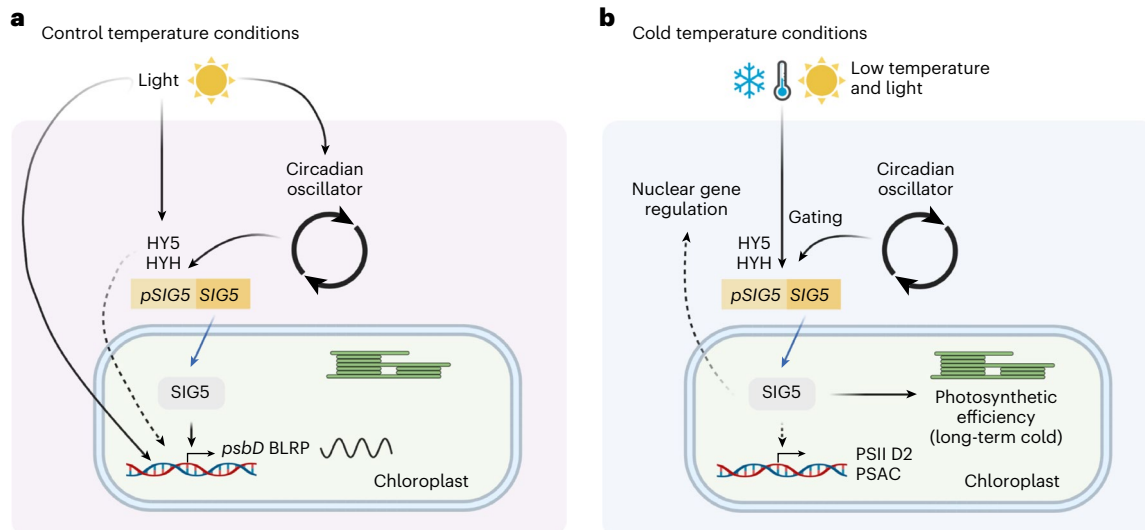 a
Control temperature conditions
Light
Circadian
oscillator
HY5
HYH
pSIG5 SIG5
SIG5
psbD BLRP
Chloroplast
b
Cold temperature conditions
Low temperature
and light
Nuclear gene
regulation
Circadian
oscillator
Gating
HY5
HYH
pSIG5 SIG5
SIG5
Photosynthetic
efficiency
(long-term cold)
PSII D2
PSAC
Chloroplast